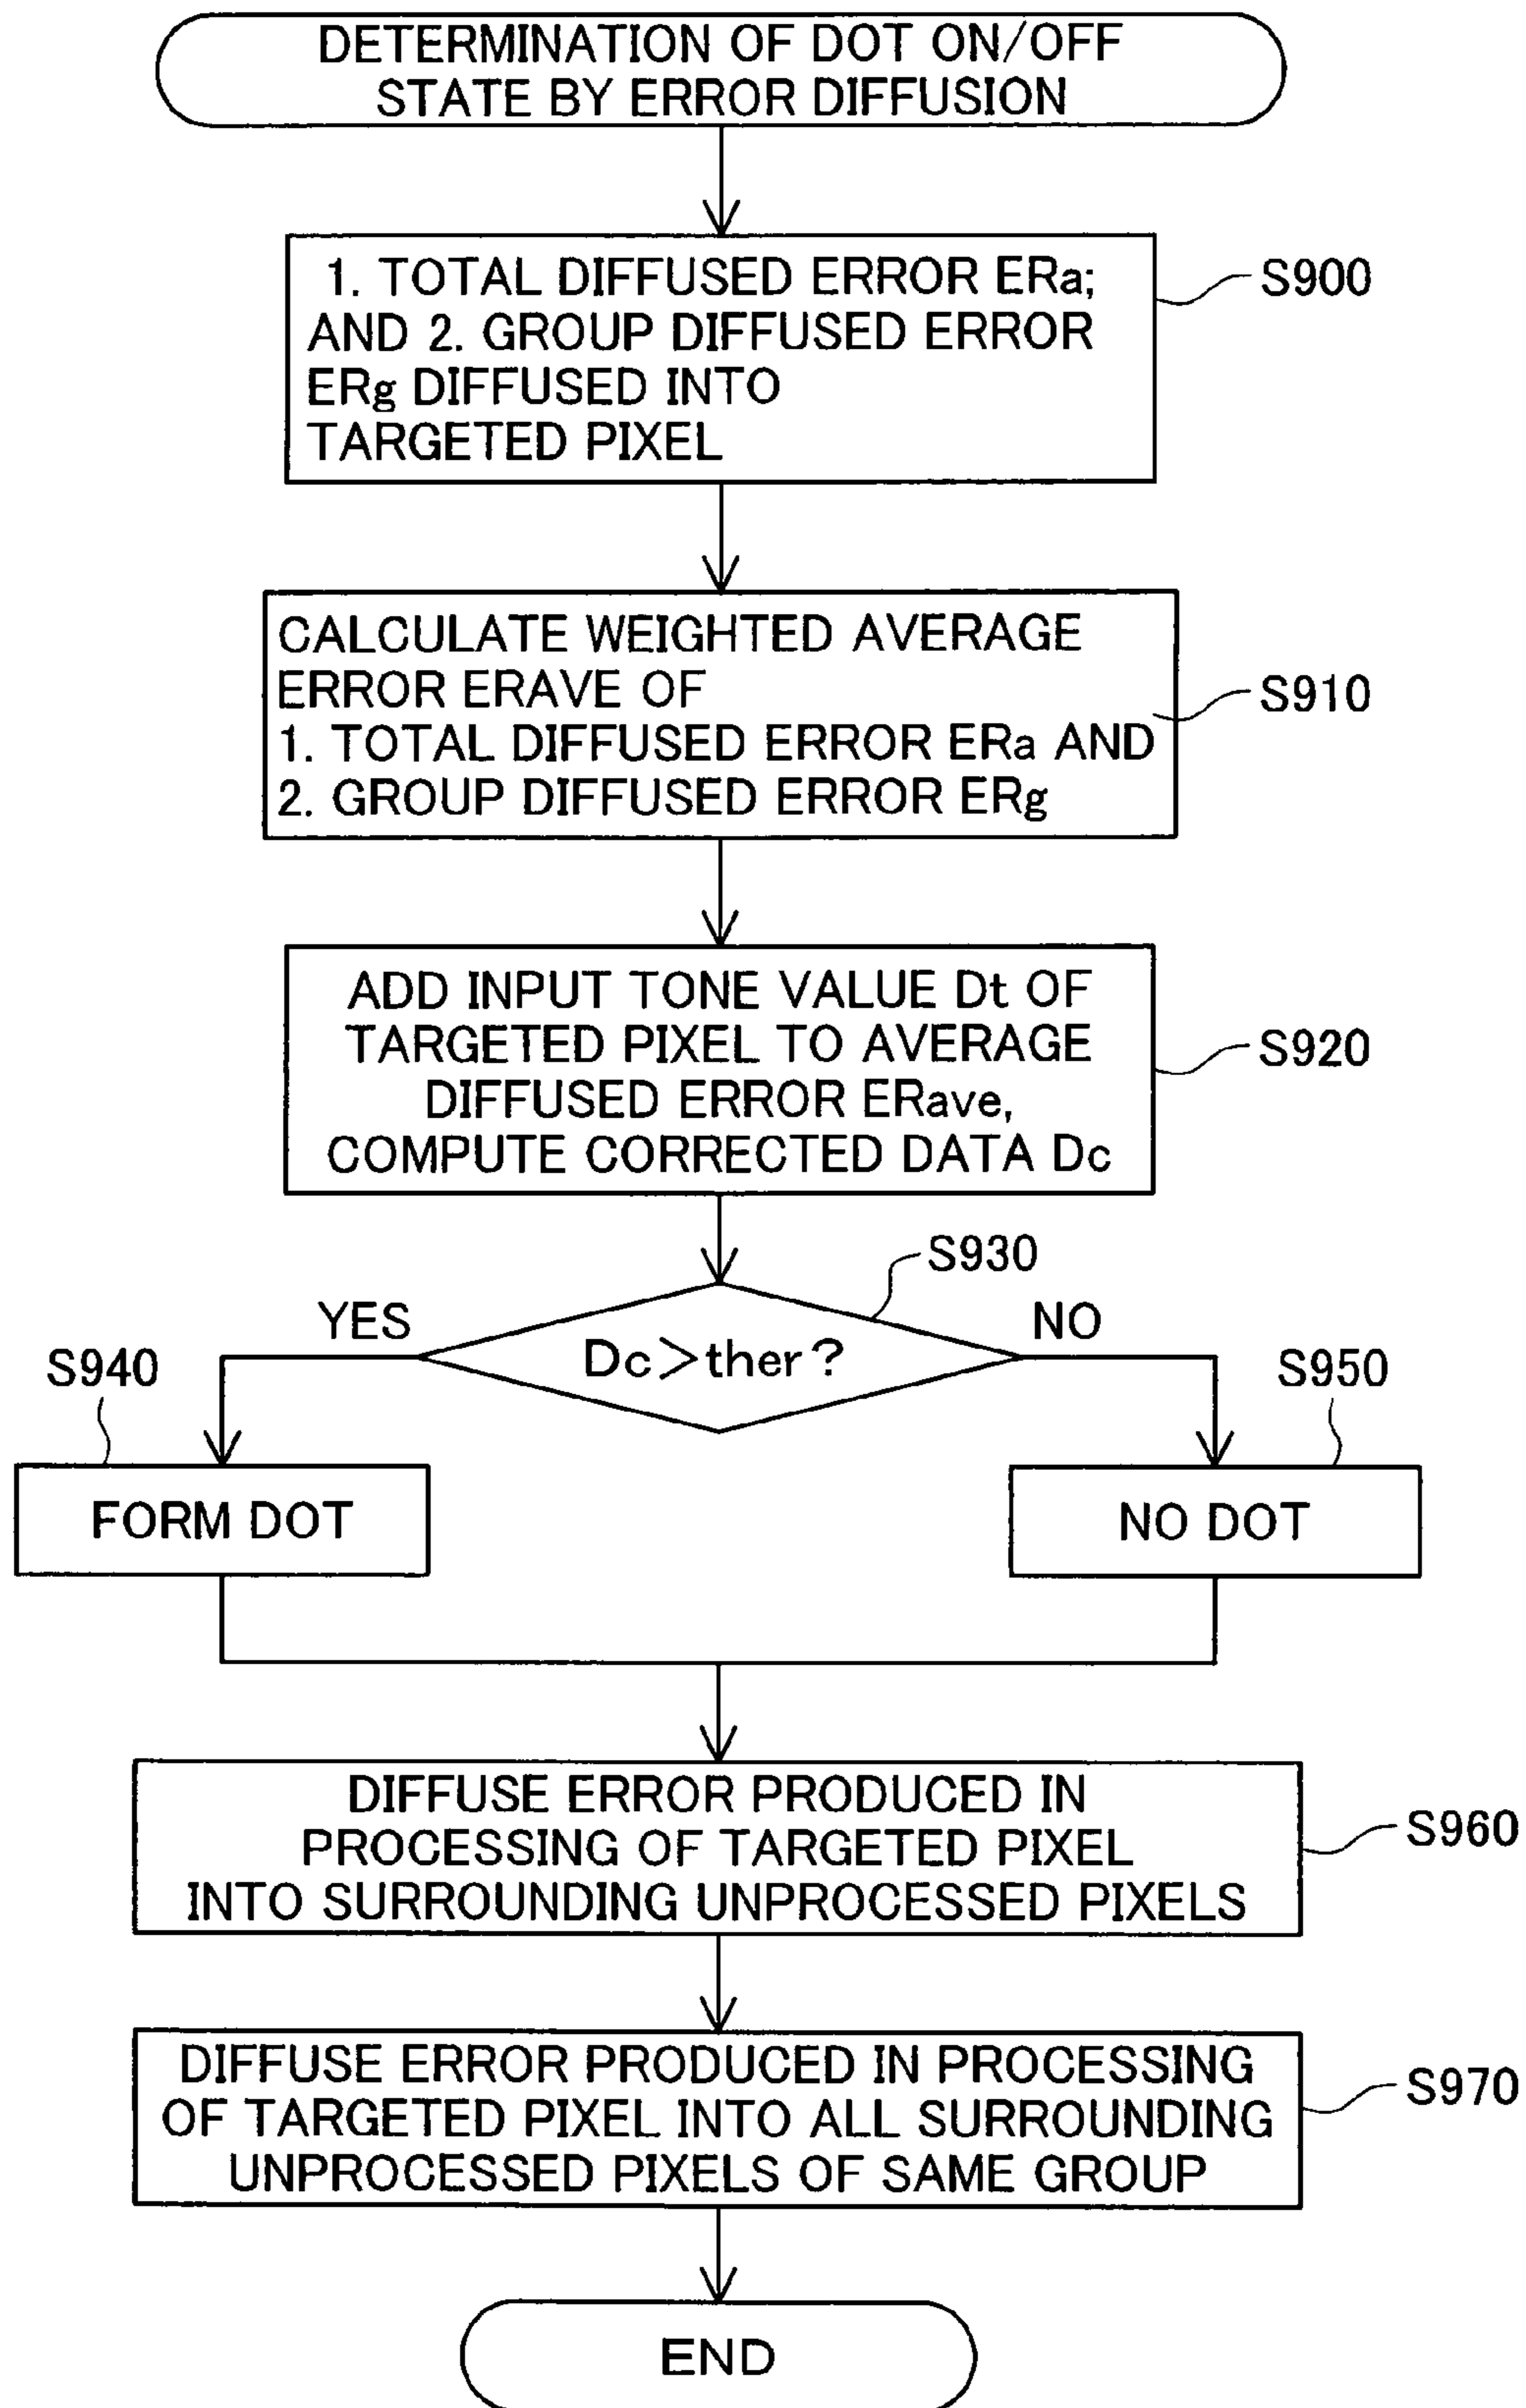 DETERMINATION OF DOT ON/OFF
STATE BY ERROR DIFFUSION
1. TOTAL DIFFUSED ERROR ERa;
AND 2. GROUP DIFFUSED ERROR
ERg DIFFUSED INTO
TARGETED PIXEL
S900
CALCULATE WEIGHTED AVERAGE
ERROR ERAVE OF
1. TOTAL DIFFUSED ERROR ERa AND
2. GROUP DIFFUSED ERROR ERg
S910
ADD INPUT TONE VALUE Dt OF
TARGETED PIXEL TO AVERAGE
DIFFUSED ERROR ERave,
COMPUTE CORRECTED DATA Dc
S920
S930
YES
Dc>ther?
NO
S940
S950
FORM DOT
NO DOT
DIFFUSE ERROR PRODUCED IN
PROCESSING OF TARGETED PIXEL
INTO SURROUNDING UNPROCESSED PIXELS
S960
DIFFUSE ERROR PRODUCED IN PROCESSING
OF TARGETED PIXEL INTO ALL SURROUNDING
UNPROCESSED PIXELS OF SAME GROUP
S970
END